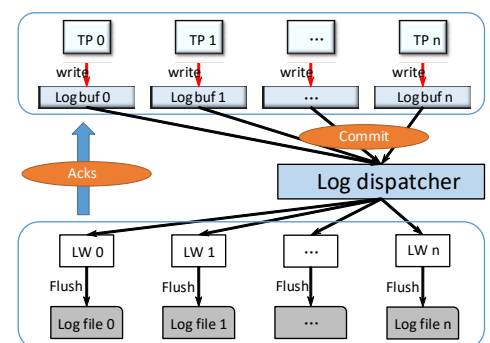 TP 0 TP 1 ... TP n
write write write write
Log buf 0 Log buf 1 ... Log buf n
Commit
Acks
Log dispatcher
LW 0 LW 1 ... LW n
Flush Flush Flush Flush
Log file 0 Log file 1 ... Log file n